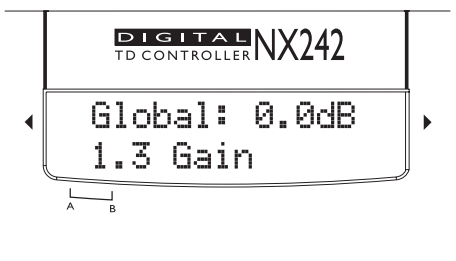 DIGITAL
TD CONTROLLER NX242
Global: 0.0dB
1.3 Gain
A B